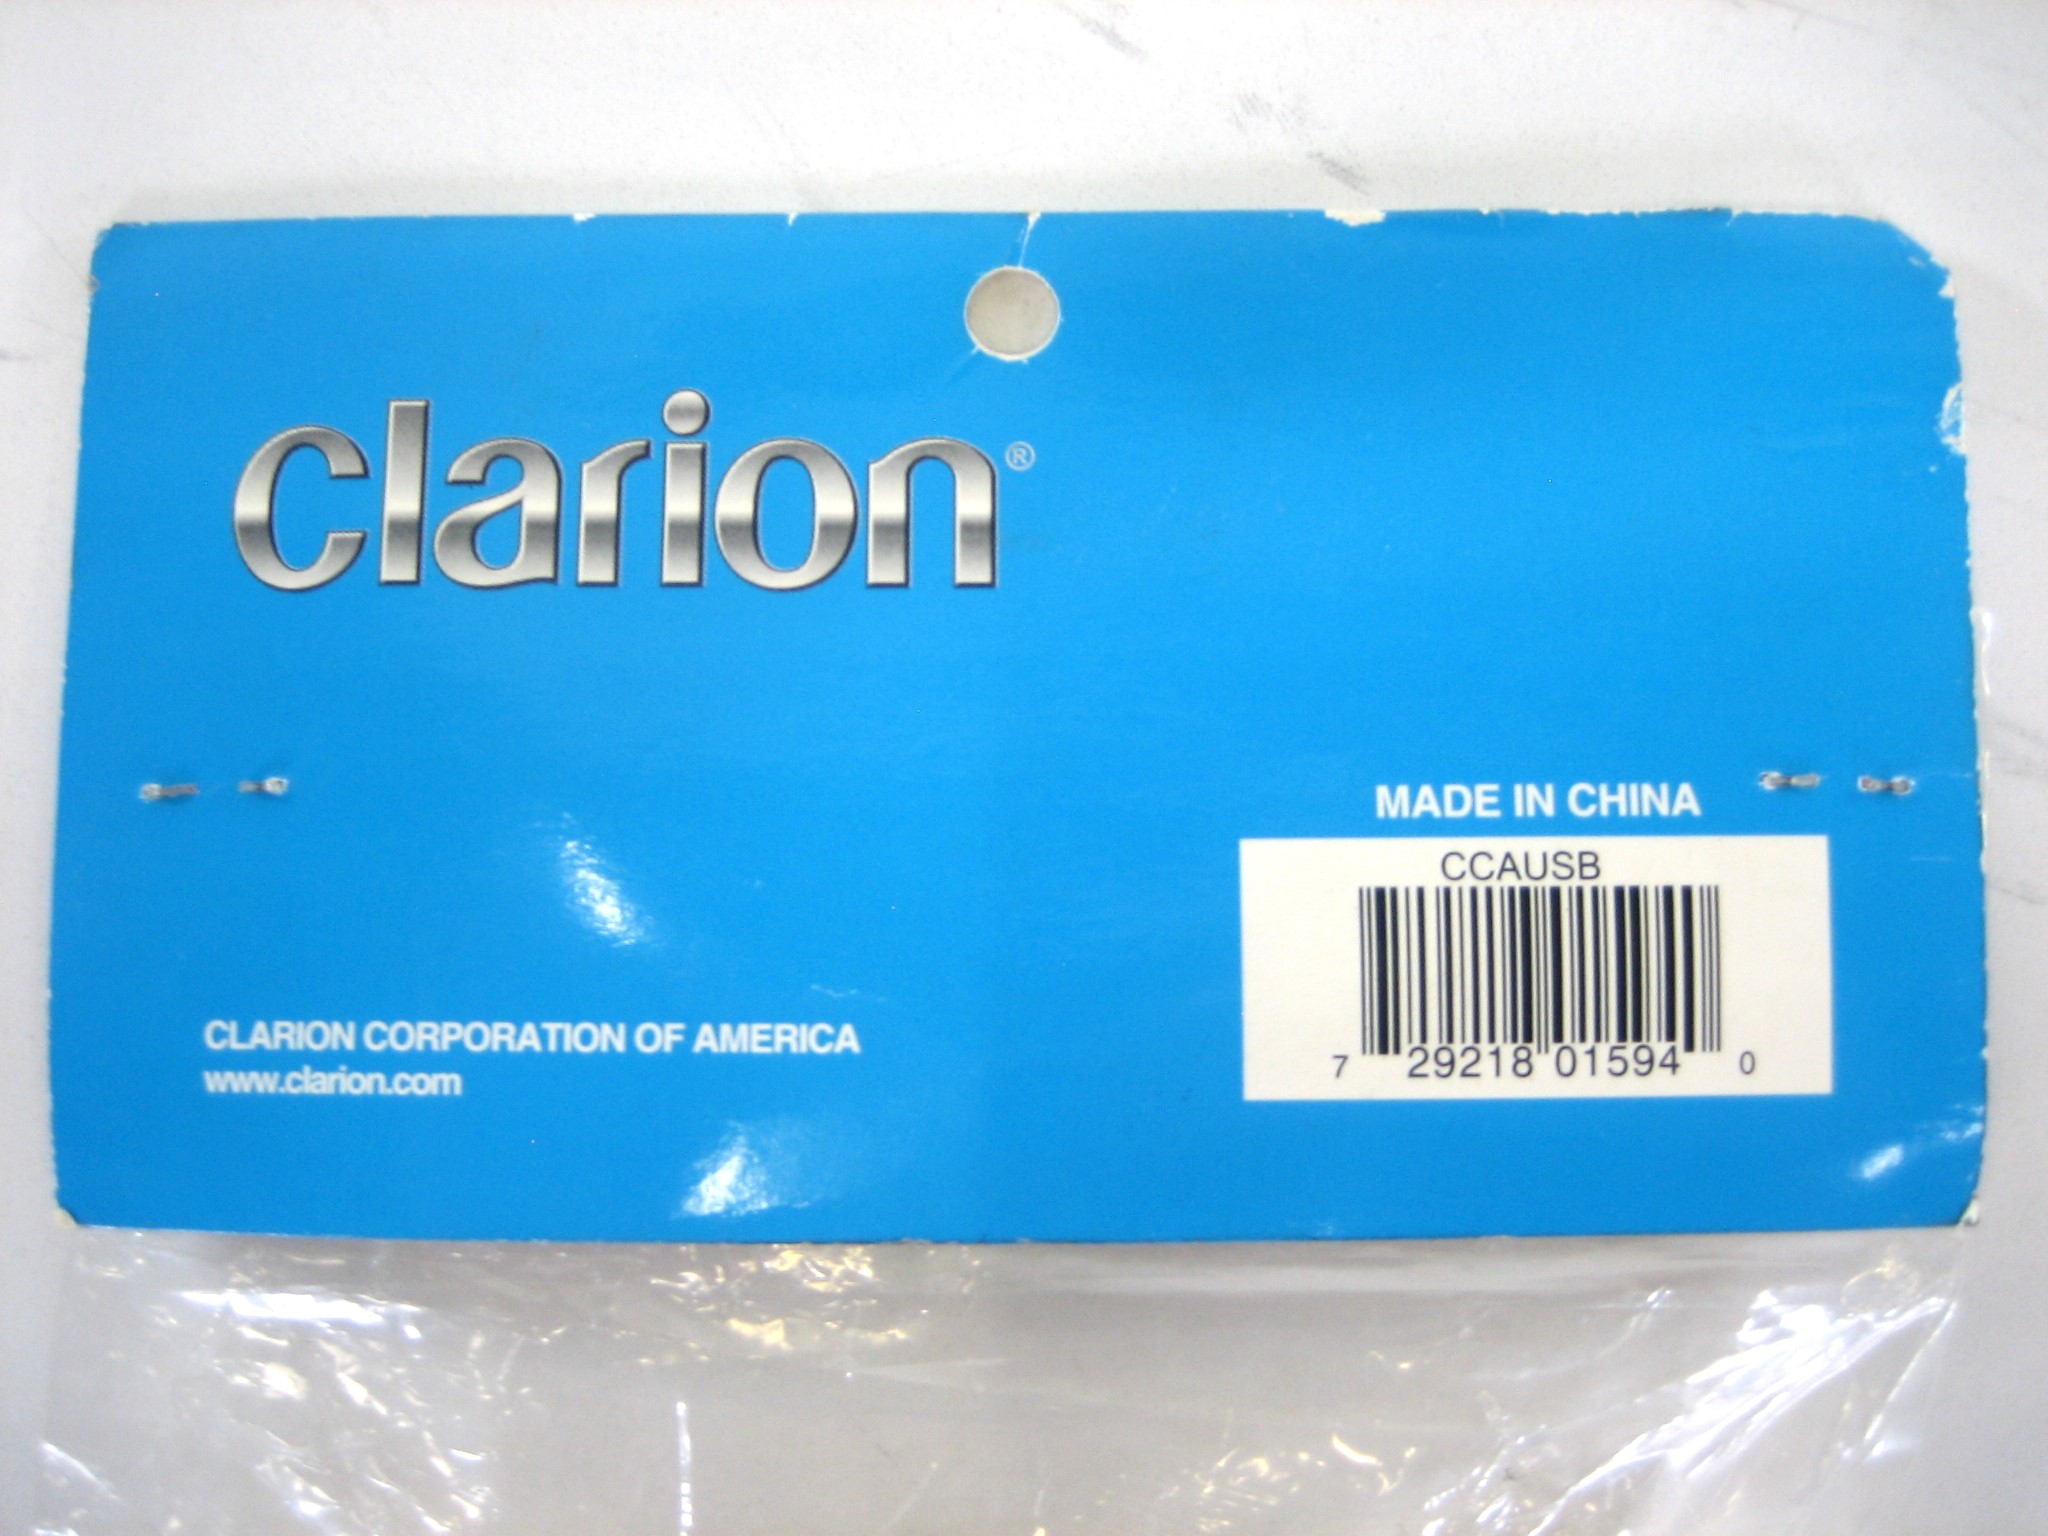 clarion®
MADE IN CHINA
CCAUSB
7 29218 01594 0
CLARION CORPORATION OF AMERICA
www.clarion.com